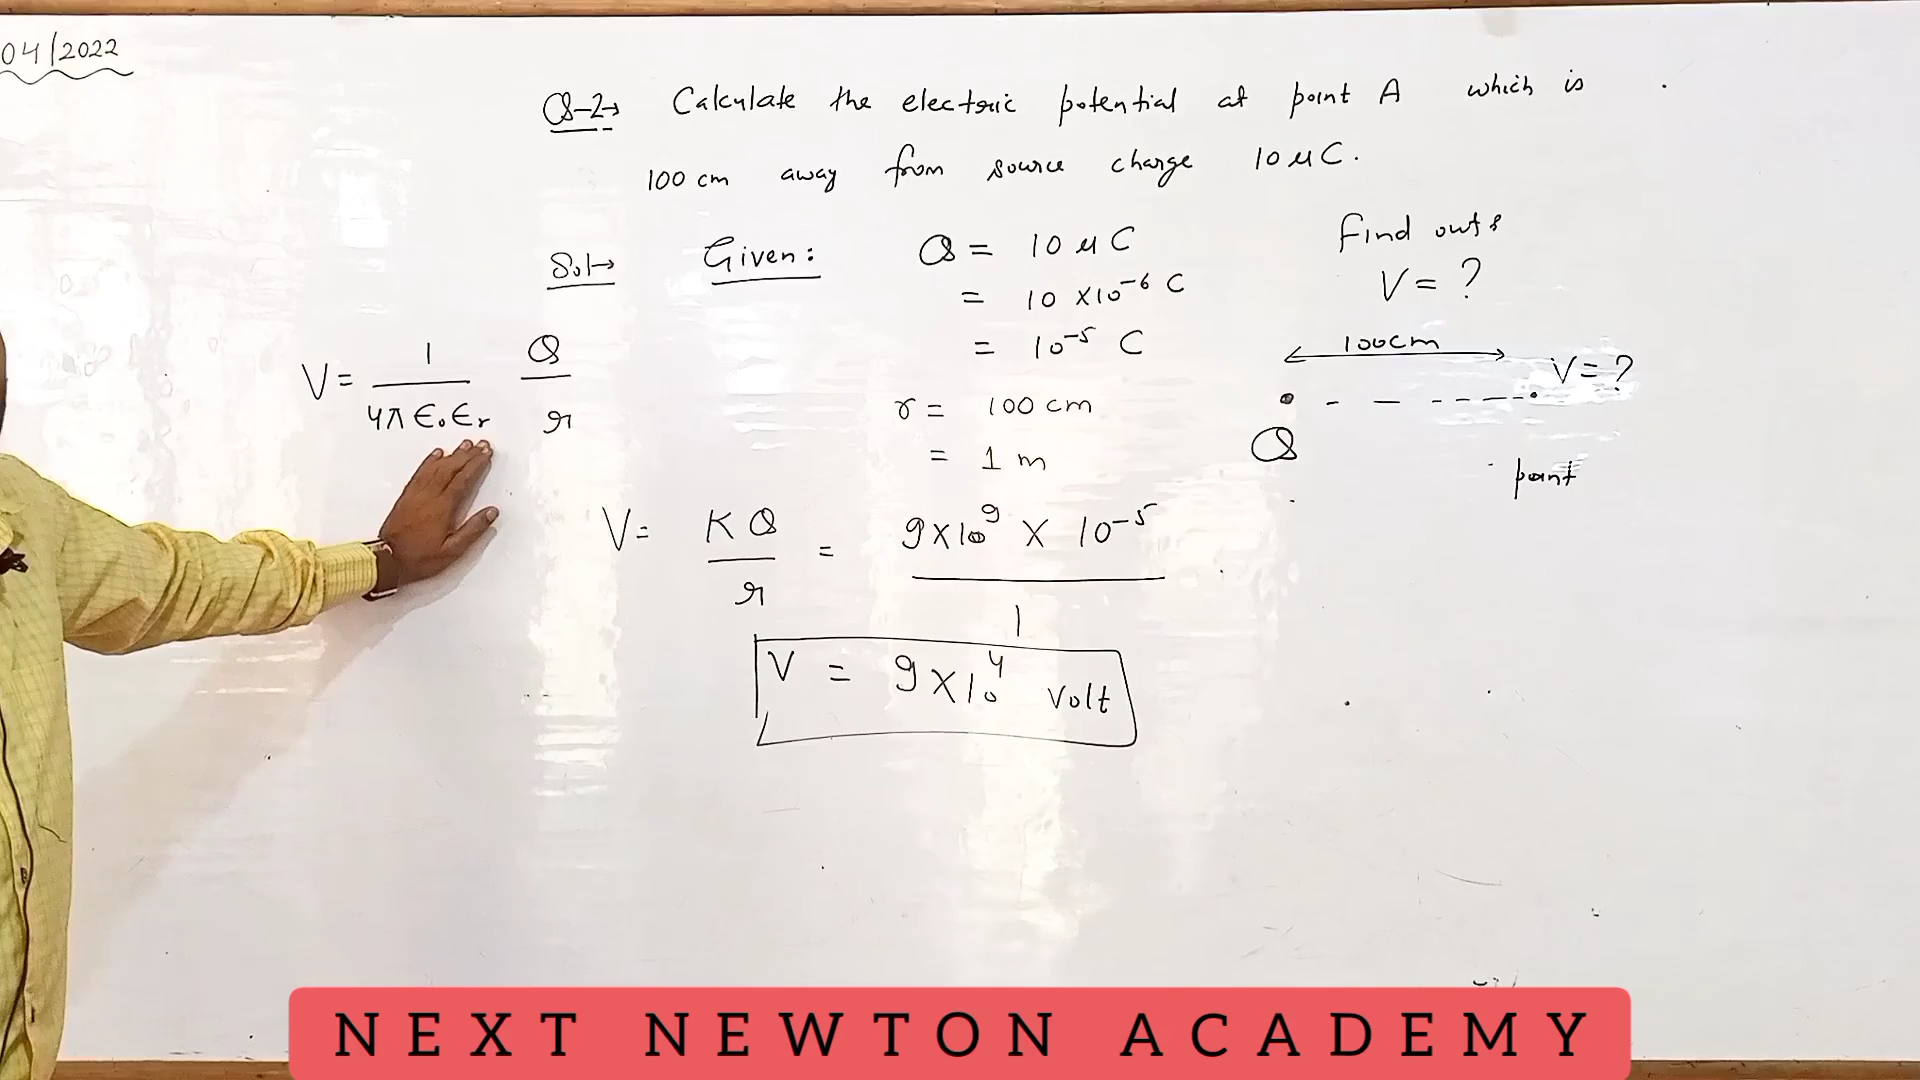 04/2022
Q-2→ Calculate the electric potential at point A which is
100 cm away from source charge 10 μC.
Sol→ Given: Q = 10 μC
= 10 × 10⁻⁶ C
= 10⁻⁵ C
r = 100 cm
= 1 m
Find out:
V = ?
100cm
V = ?
Q
point
V = 1/4π ϵ₀ϵᵣ Q/r
V = KQ/r = 9×10⁹ × 10⁻⁵/1
V = 9×10⁴ Volt
NEXT NEWTON ACADEMY